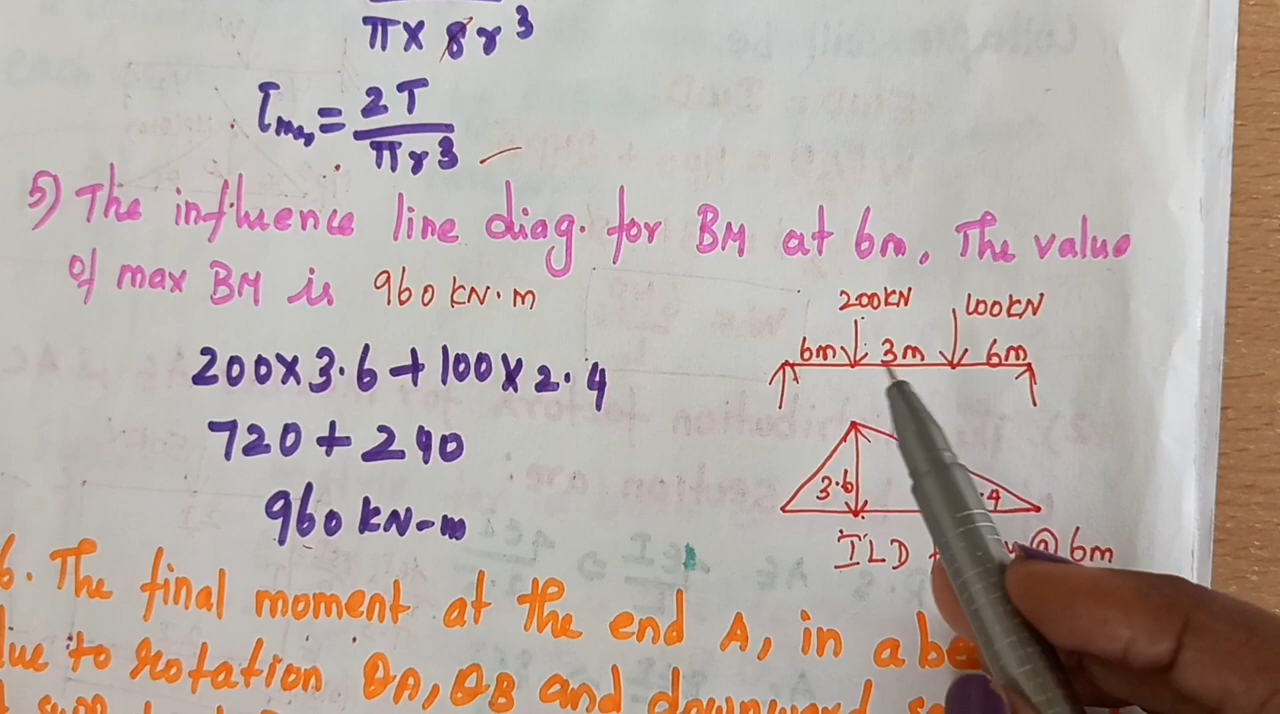 π × 8r³
τmax = 2T / πr³
5) The influence line diag. for BM at 6m. The value
of max BM is 960 KN·m
200KN 100KN
6m 3m 6m
200 × 3.6 + 100 × 2.4
720 + 240
3.6 .4
960 KN-m
ILD @ 6m
6. The final moment at the end A, in a be
due to rotation θA, θB and downward